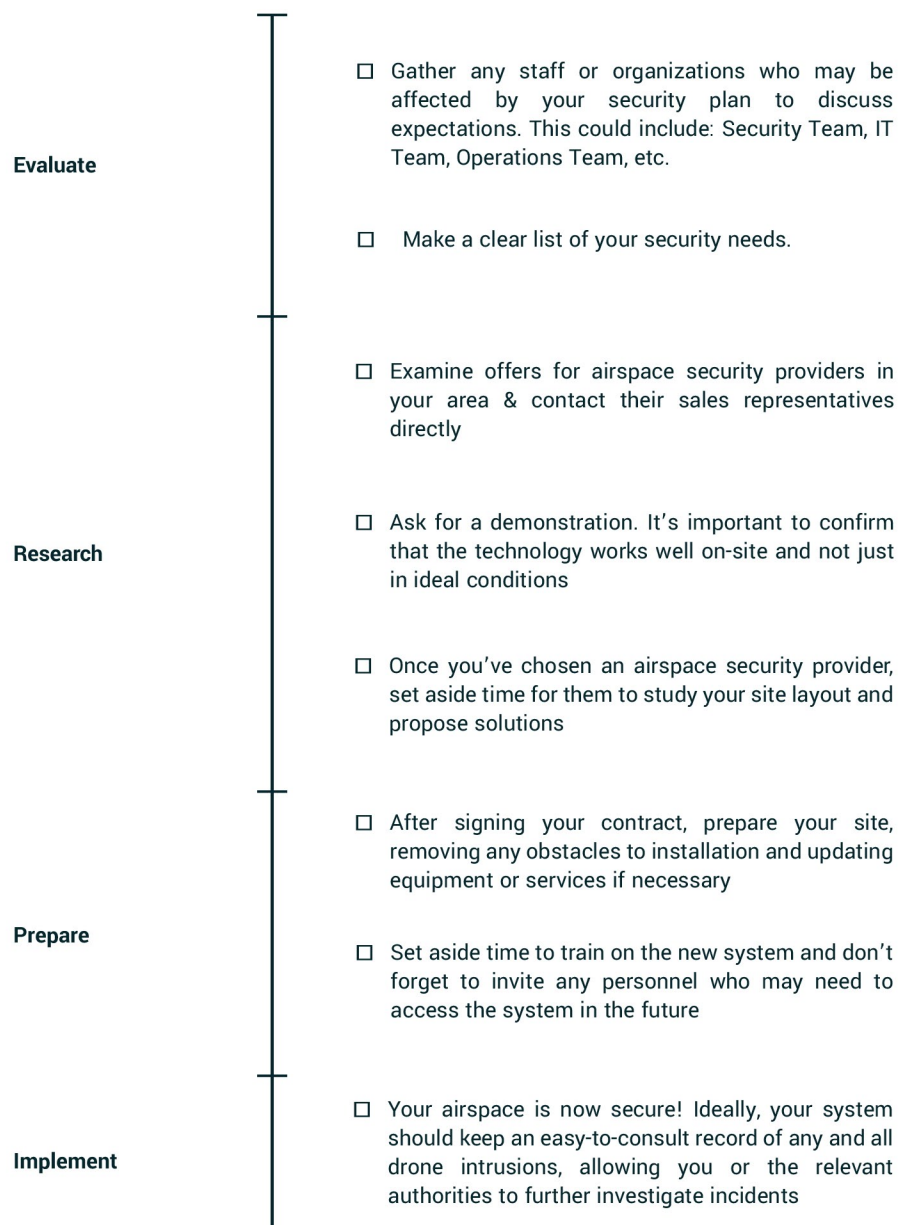 Evaluate
☐ Gather any staff or organizations who may be
affected by your security plan to discuss
expectations. This could include: Security Team, IT
Team, Operations Team, etc.
☐ Make a clear list of your security needs.
Research
☐ Examine offers for airspace security providers in
your area & contact their sales representatives
directly
☐ Ask for a demonstration. It’s important to confirm
that the technology works well on-site and not just
in ideal conditions
☐ Once you’ve chosen an airspace security provider,
set aside time for them to study your site layout and
propose solutions
Prepare
☐ After signing your contract, prepare your site,
removing any obstacles to installation and updating
equipment or services if necessary
☐ Set aside time to train on the new system and don’t
forget to invite any personnel who may need to
access the system in the future
Implement
☐ Your airspace is now secure! Ideally, your system
should keep an easy-to-consult record of any and all
drone intrusions, allowing you or the relevant
authorities to further investigate incidents